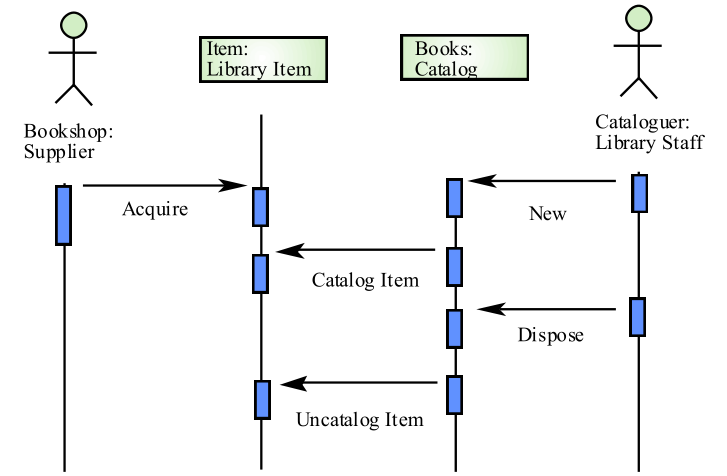 Item:
Library Item
Books:
Catalog
Bookshop:
Supplier
Cataloguer:
Library Staff
Acquire
New
Catalog Item
Dispose
Uncatalog Item